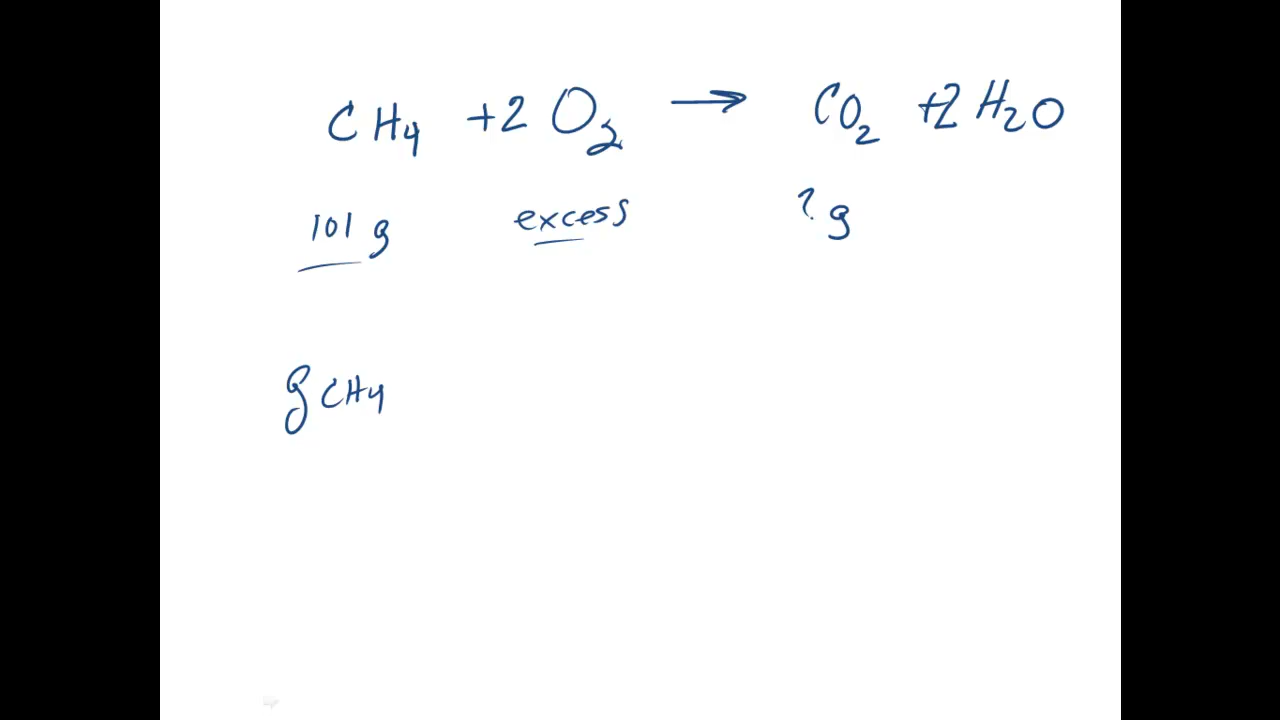 CH₄ +2 O₂ → CO₂ +2 H₂O
101 g excess ? g
g CH₄